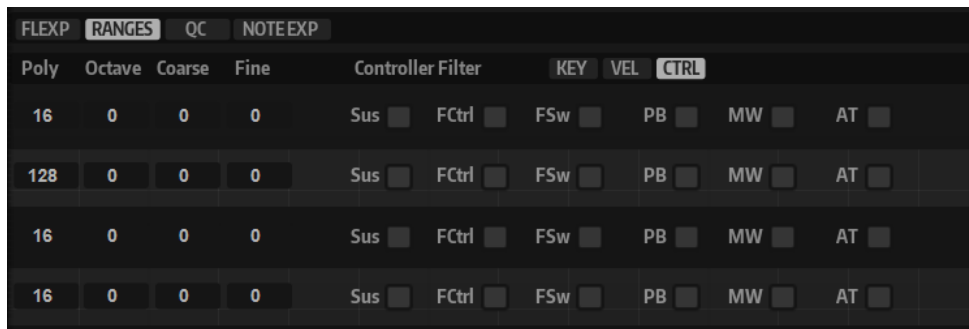 FLEXP RANGES QC NOTE EXP
Poly Octave Coarse Fine Controller Filter KEY VEL CTRL
16 0 0 0 Sus FCtrl FSw PB MW AT
128 0 0 0 Sus FCtrl FSw PB MW AT
16 0 0 0 Sus FCtrl FSw PB MW AT
16 0 0 0 Sus FCtrl FSw PB MW AT